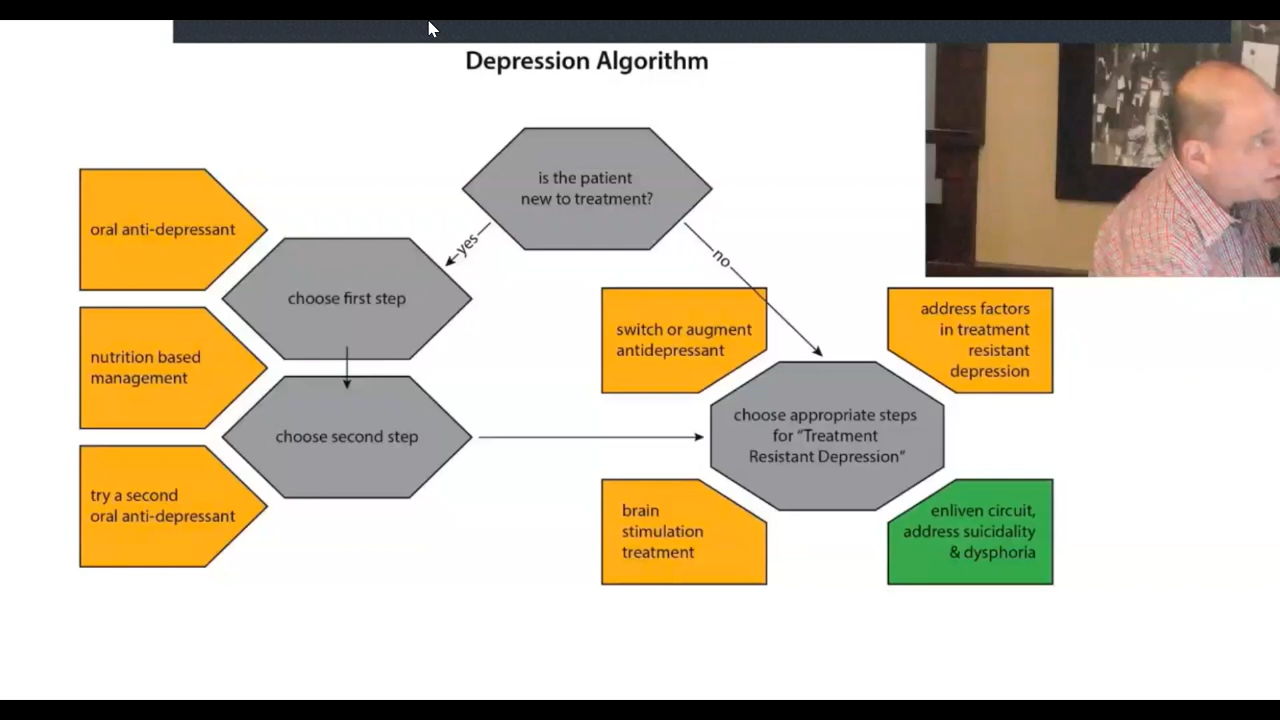 Depression Algorithm
is the patient
new to treatment?
yes
no
oral anti-depressant
choose first step
nutrition based
management
choose second step
try a second
oral anti-depressant
switch or augment
antidepressant
address factors
in treatment
resistant
depression
choose appropriate steps
for “Treatment
Resistant Depression”
brain
stimulation
treatment
enliven circuit,
address suicidality
& dysphoria